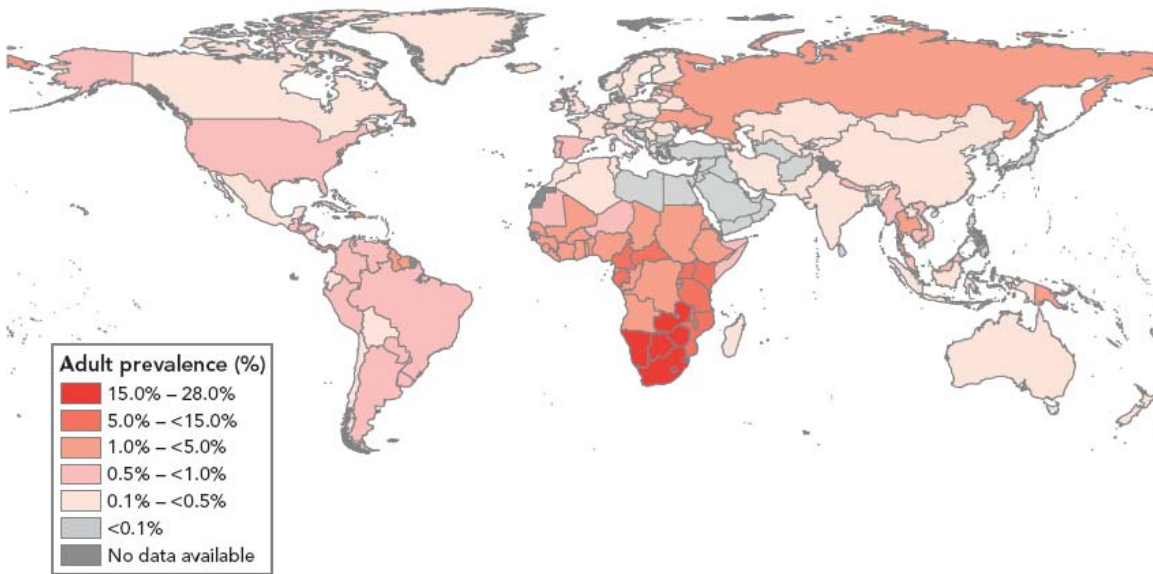 Adult prevalence (%)
15.0% – 28.0%
5.0% – <15.0%
1.0% – <5.0%
0.5% – <1.0%
0.1% – <0.5%
<0.1%
No data available